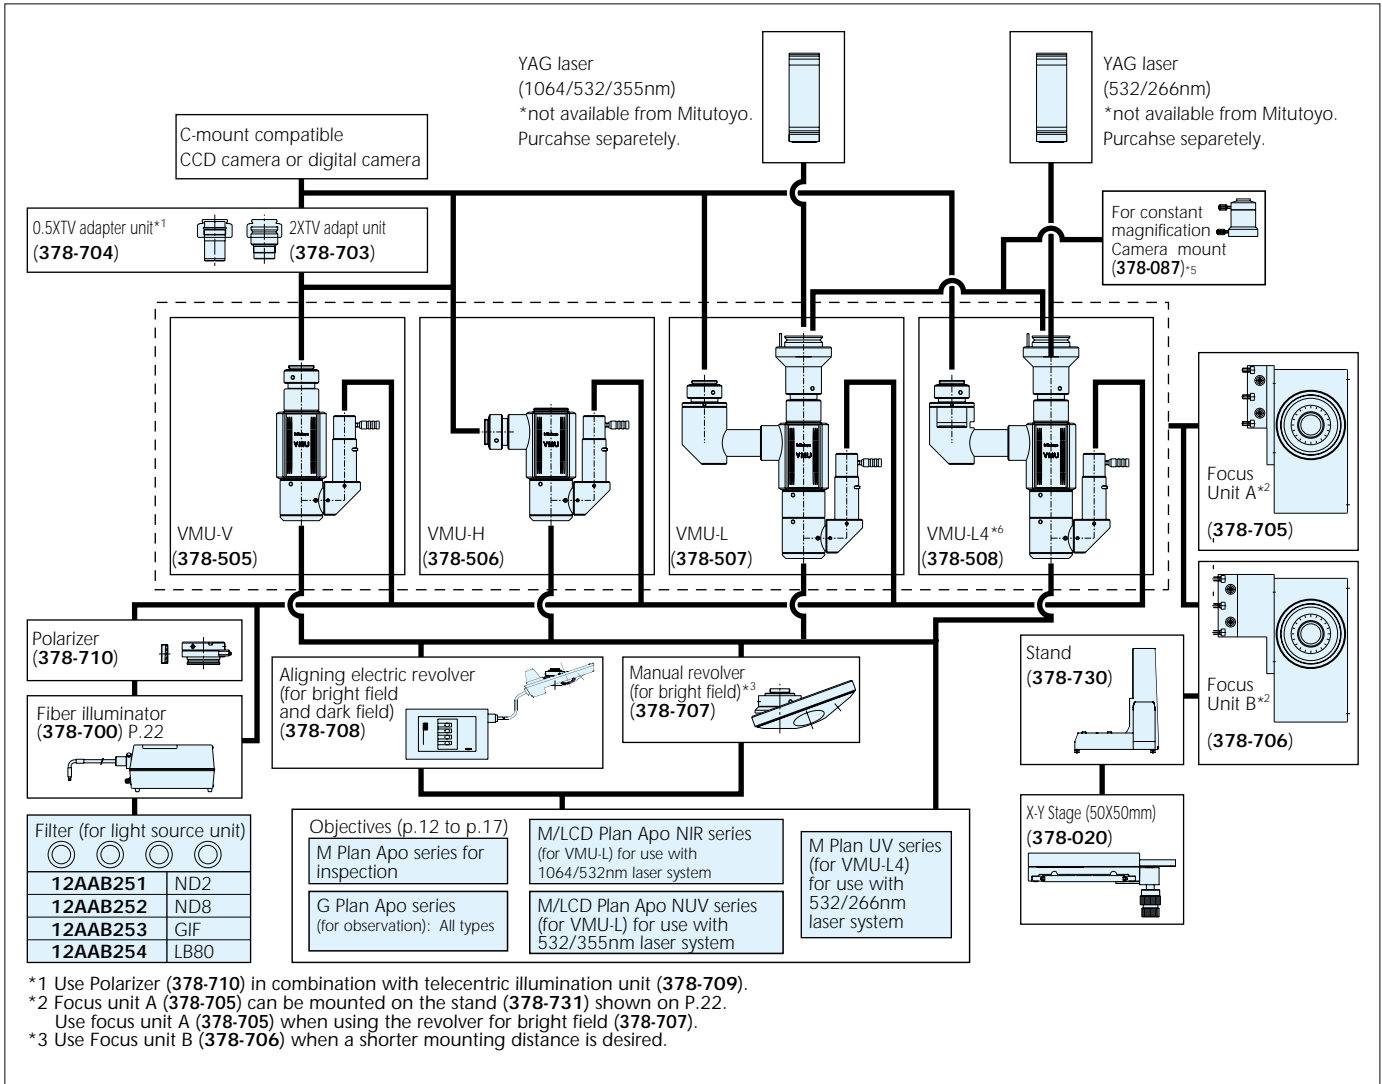 YAG laser
(1064/532/355nm)
*not available from Mitutoyo.
Purcahse separetely.
YAG laser
(532/266nm)
*not available from Mitutoyo.
Purcahse separetely.
C-mount compatible
CCD camera or digital camera
0.5XTV adapter unit*1
(378-704)
2XTV adapt unit
(378-703)
For constant
magnification
Camera mount
(378-087)*5
VMU
VMU-V
(378-505)
VMU
VMU-H
(378-506)
VMU
VMU-L
(378-507)
VMU
VMU-L4*6
(378-508)
Focus
Unit A*2
(378-705)
Focus
Unit B*2
(378-706)
Polarizer
(378-710)
Fiber illuminator
(378-700) P.22
Aligning electric revolver
(for bright field
and dark field)
(378-708)
Manual revolver
(for bright field)*3
(378-707)
Stand
(378-730)
X-Y Stage (50X50mm)
(378-020)
Filter (for light source unit)
12AAB251 ND2
12AAB252 ND8
12AAB253 GIF
12AAB254 LB80
Objectives (p.12 to p.17)
M Plan Apo series for
inspection
G Plan Apo series
(for observation): All types
M/LCD Plan Apo NIR series
(for VMU-L) for use with
1064/532nm laser system
M/LCD Plan Apo NUV series
(for VMU-L) for use with
532/355nm laser system
M Plan UV series
(for VMU-L4)
for use with
532/266nm
laser system
*1 Use Polarizer (378-710) in combination with telecentric illumination unit (378-709).
*2 Focus unit A (378-705) can be mounted on the stand (378-731) shown on P.22.
Use focus unit A (378-705) when using the revolver for bright field (378-707).
*3 Use Focus unit B (378-706) when a shorter mounting distance is desired.